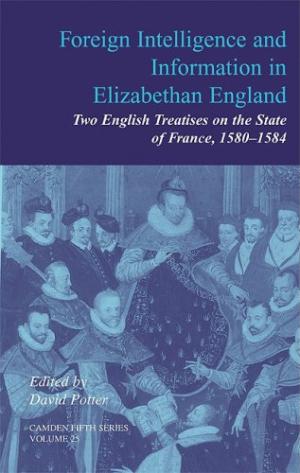 Foreign Intelligence and
Information in
Elizabethan England
Two English Treatises on the State
of France, 1580–1584
Edited by
David Potter
CAMDEN FIFTH SERIES
VOLUME 25